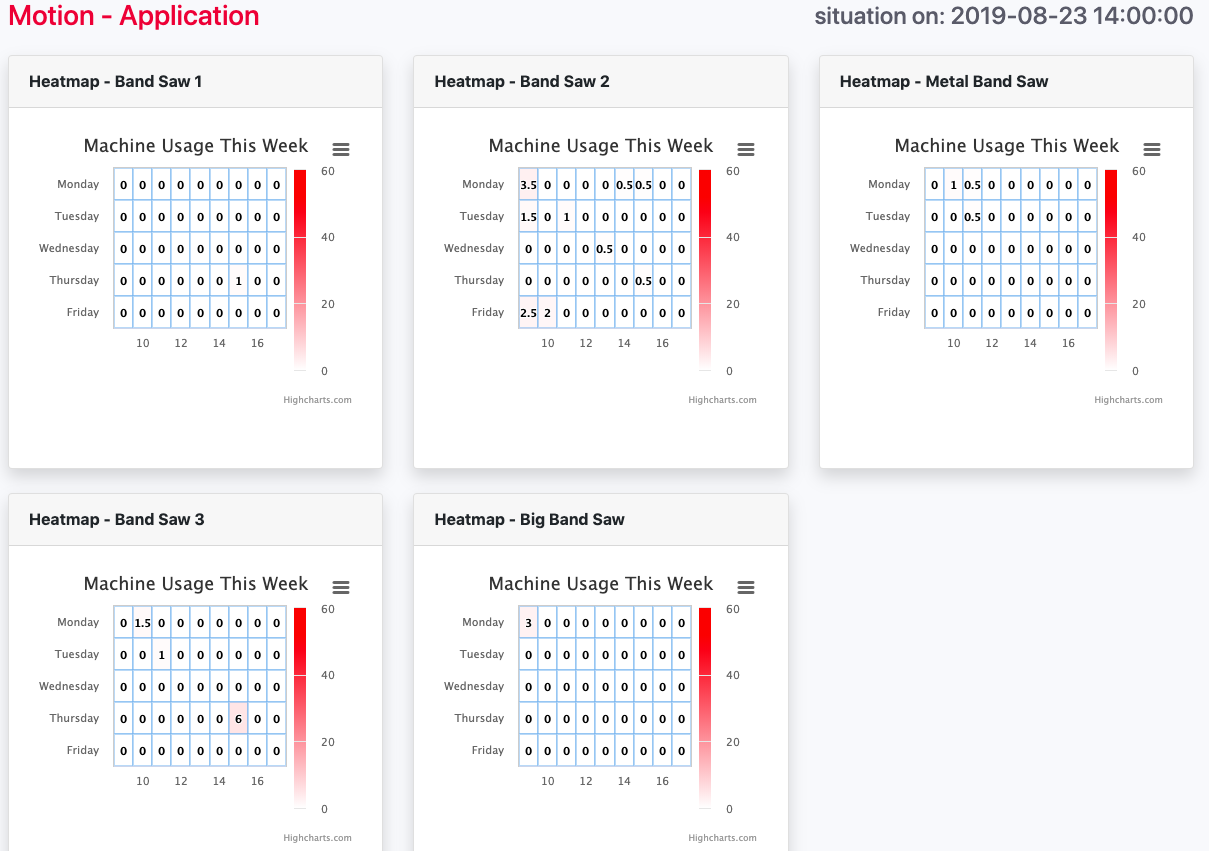 Motion - Application
situation on: 2019-08-23 14:00:00
Heatmap - Band Saw 1
Machine Usage This Week
Monday 0 0 0 0 0 0 0 0 0
Tuesday 0 0 0 0 0 0 0 0 0
Wednesday 0 0 0 0 0 0 0 0 0
Thursday 0 0 0 0 0 0 1 0 0
Friday 0 0 0 0 0 0 0 0 0
10 12 14 16
60
40
20
0
Highcharts.com
Heatmap - Band Saw 2
Machine Usage This Week
Monday 3.5 0 0 0 0 0.5 0.5 0 0
Tuesday 1.5 0 1 0 0 0 0 0 0
Wednesday 0 0 0 0 0.5 0 0 0 0
Thursday 0 0 0 0 0 0 0.5 0 0
Friday 2.5 2 0 0 0 0 0 0 0
10 12 14 16
60
40
20
0
Highcharts.com
Heatmap - Metal Band Saw
Machine Usage This Week
Monday 0 1 0.5 0 0 0 0 0 0
Tuesday 0 0 0.5 0 0 0 0 0 0
Wednesday 0 0 0 0 0 0 0 0 0
Thursday 0 0 0 0 0 0 0 0 0
Friday 0 0 0 0 0 0 0 0 0
10 12 14 16
60
40
20
0
Highcharts.com
Heatmap - Band Saw 3
Machine Usage This Week
Monday 0 1.5 0 0 0 0 0 0 0
Tuesday 0 0 1 0 0 0 0 0 0
Wednesday 0 0 0 0 0 0 0 0 0
Thursday 0 0 0 0 0 0 6 0 0
Friday 0 0 0 0 0 0 0 0 0
10 12 14 16
60
40
20
0
Highcharts.com
Heatmap - Big Band Saw
Machine Usage This Week
Monday 3 0 0 0 0 0 0 0 0
Tuesday 0 0 0 0 0 0 0 0 0
Wednesday 0 0 0 0 0 0 0 0 0
Thursday 0 0 0 0 0 0 0 0 0
Friday 0 0 0 0 0 0 0 0 0
10 12 14 16
60
40
20
0
Highcharts.com